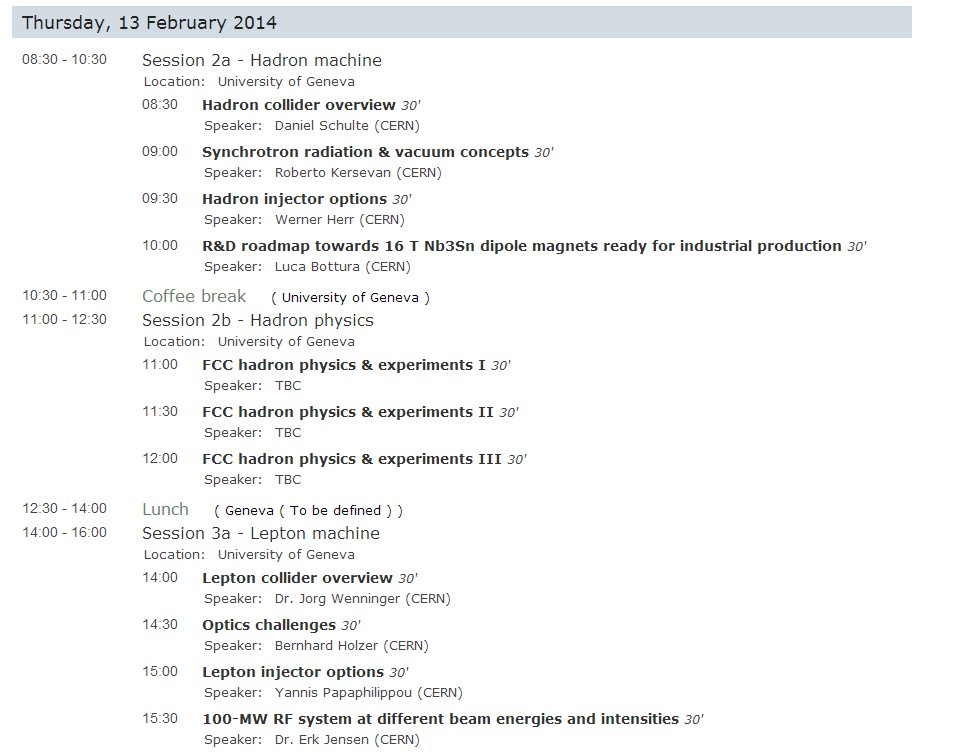 Thursday, 13 February 2014
08:30 - 10:30 Session 2a - Hadron machine
Location: University of Geneva
08:30 Hadron collider overview 30'
Speaker: Daniel Schulte (CERN)
09:00 Synchrotron radiation & vacuum concepts 30'
Speaker: Roberto Kersevan (CERN)
09:30 Hadron injector options 30'
Speaker: Werner Herr (CERN)
10:00 R&D roadmap towards 16 T Nb3Sn dipole magnets ready for industrial production 30'
Speaker: Luca Bottura (CERN)
10:30 - 11:00 Coffee break ( University of Geneva )
11:00 - 12:30 Session 2b - Hadron physics
Location: University of Geneva
11:00 FCC hadron physics & experiments I 30'
Speaker: TBC
11:30 FCC hadron physics & experiments II 30'
Speaker: TBC
12:00 FCC hadron physics & experiments III 30'
Speaker: TBC
12:30 - 14:00 Lunch ( Geneva ( To be defined ) )
14:00 - 16:00 Session 3a - Lepton machine
Location: University of Geneva
14:00 Lepton collider overview 30'
Speaker: Dr. Jorg Wenninger (CERN)
14:30 Optics challenges 30'
Speaker: Bernhard Holzer (CERN)
15:00 Lepton injector options 30'
Speaker: Yannis Papaphilippou (CERN)
15:30 100-MW RF system at different beam energies and intensities 30'
Speaker: Dr. Erk Jensen (CERN)